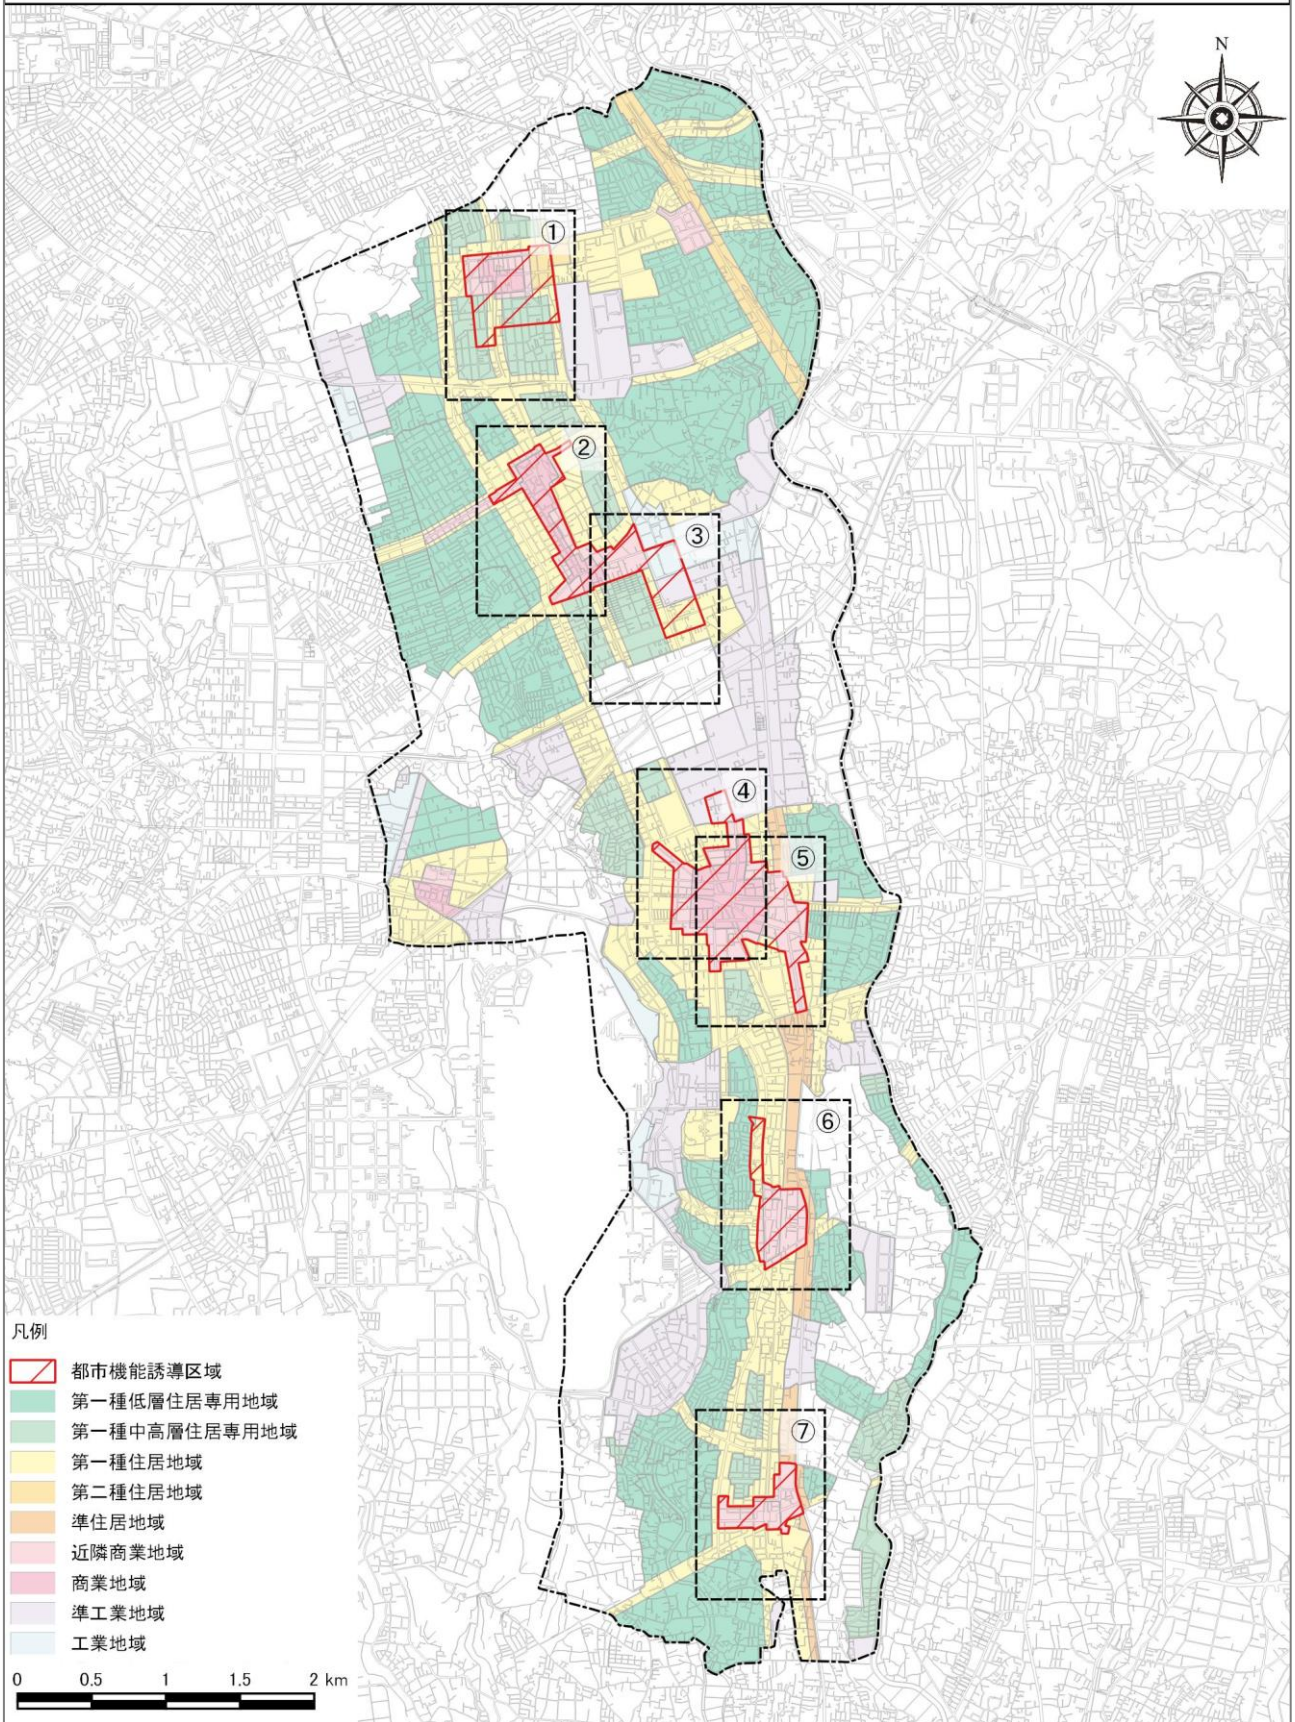 N
①
②
③
④
⑤
⑥
⑦
凡例
都市機能誘導区域
第一種低層住居専用地域
第一種中高層住居専用地域
第一種住居地域
第二種住居地域
準住居地域
近隣商業地域
商業地域
準工業地域
工業地域
0 0.5 1 1.5 2 km